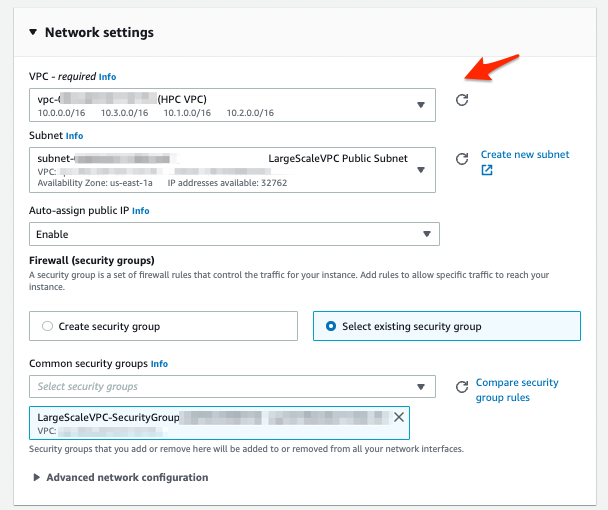 Network settings
VPC - required Info
vpc- (HPC VPC)
10.0.0.0/16 10.3.0.0/16 10.1.0.0/16 10.2.0.0/16
Subnet Info
subnet- LargeScaleVPC Public Subnet
VPC:
Availability Zone: us-east-1a IP addresses available: 32762
Create new subnet
Auto-assign public IP Info
Enable
Firewall (security groups)
A security group is a set of firewall rules that control the traffic for your instance. Add rules to allow specific traffic to reach your
instance.
Create security group
Select existing security group
Common security groups Info
Select security groups
Compare security
group rules
LargeScaleVPC-SecurityGroup
VPC:
Security groups that you add or remove here will be added to or removed from all your network interfaces.
Advanced network configuration